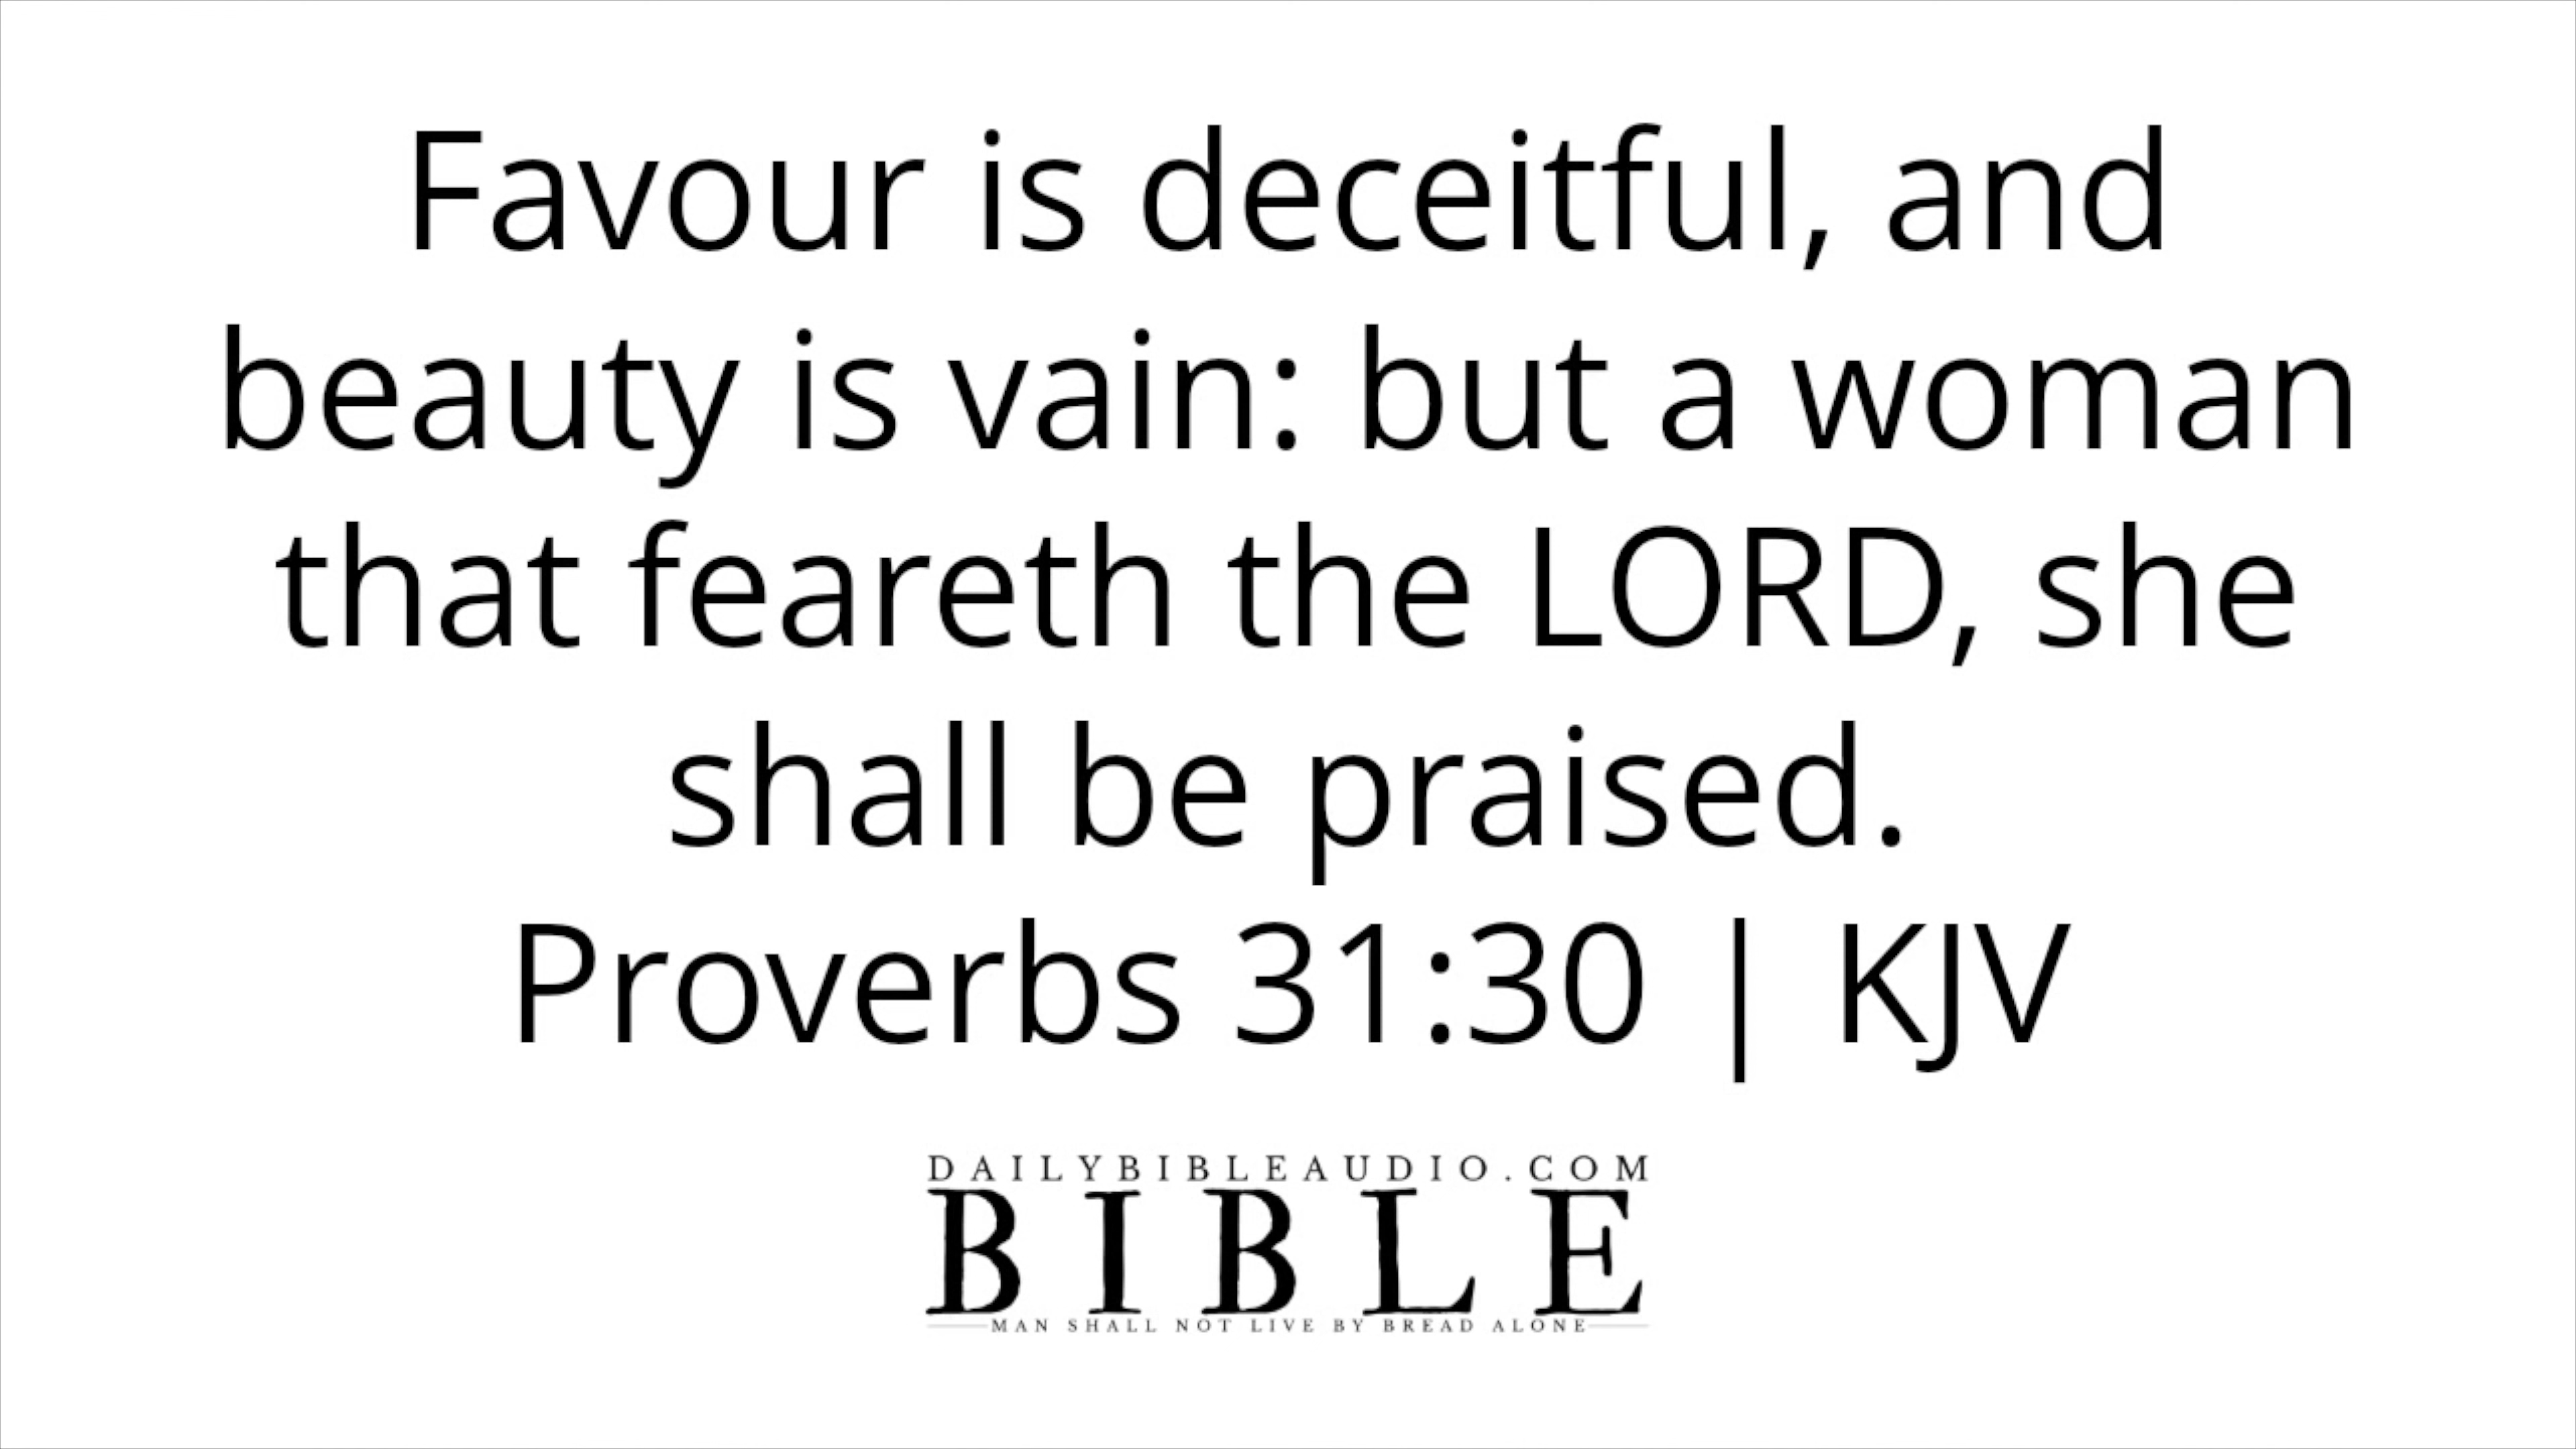 Favour is deceitful, and
beauty is vain: but a woman
that feareth the LORD, she
shall be praised.
Proverbs 31:30 | KJV
DAILYBIBLEAUDIO.COM
BIBLE
MAN SHALL NOT LIVE BY BREAD ALONE